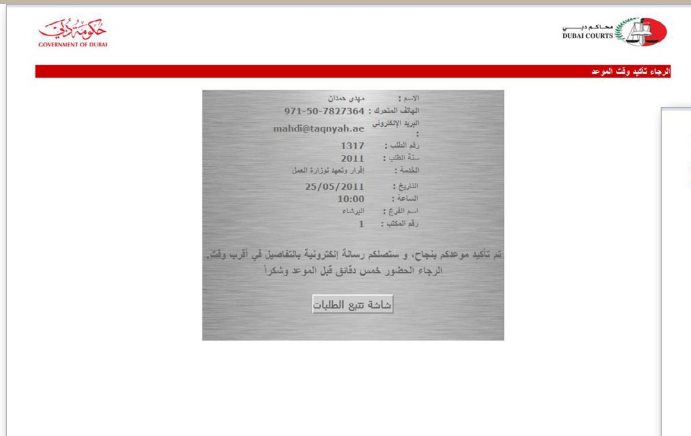 حكومة دبي
GOVERNMENT OF DUBAI
محاكم دبي
DUBAI COURTS
الرجاء تأكيد وقت الموعد
الإسم : مهدي حمدان
الهاتف المتحرك : 971-50-7827364
البريد الإلكتروني : mahdi@taqnyah.ae
رقم الطلب : 1317
سنة الطلب : 2011
الخدمة : إقرار وتعهد لوزارة العمل
التاريخ : 25/05/2011
الساعة : 10:00
اسم الفرع : البرشاء
رقم المكتب : 1
تم تأكيد موعدكم بنجاح، و ستصلكم رسالة إلكترونية بالتفاصيل في أقرب وقت.
الرجاء الحضور خمس دقائق قبل الموعد وشكراً
شاشة تتبع الطلبات